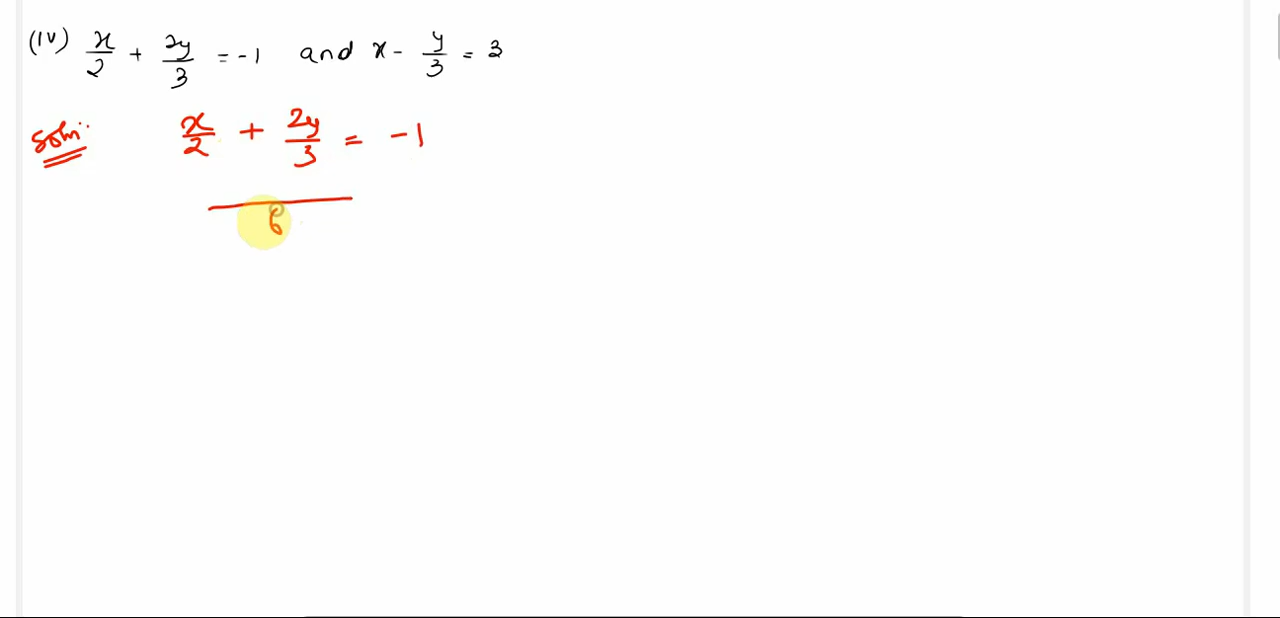 (iv) x/2 + 2y/3 = -1 and x - y/3 = 3
Soln: x/2 + 2y/3 = -1
6